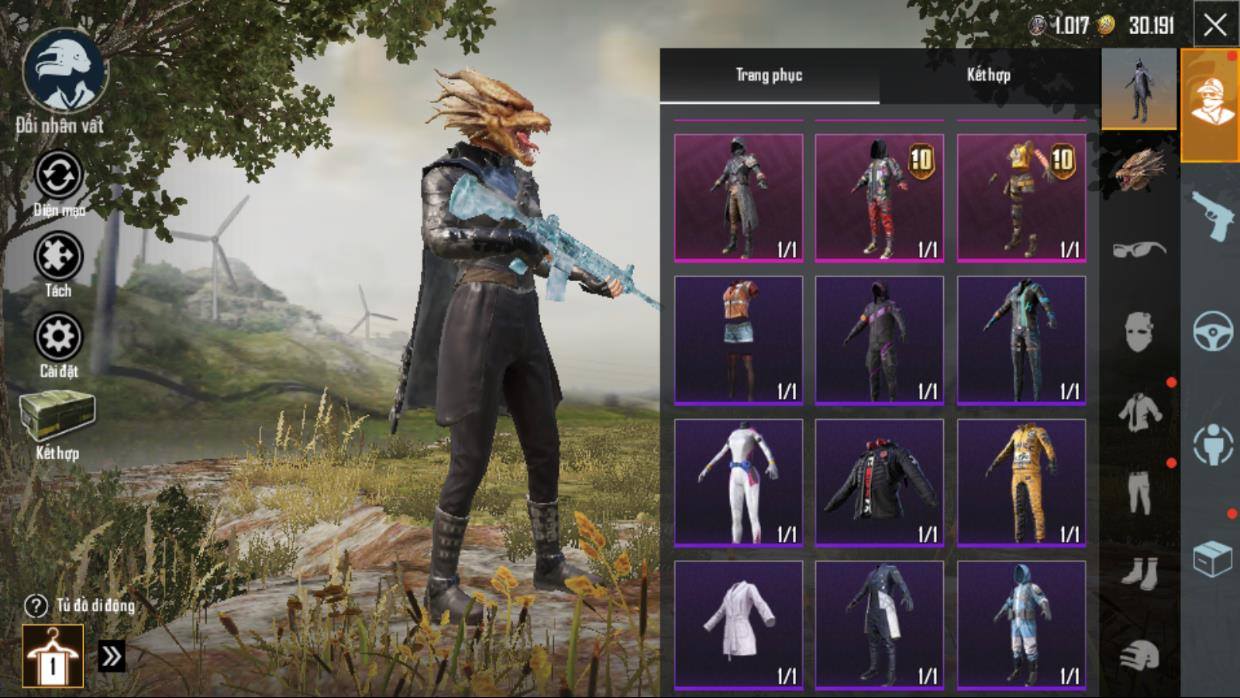 1.017 30.191
Đổi nhân vật
Diện mạo
Tách
Cài đặt
Kết hợp
Tủ đồ di động
1
Trang phục
Kết hợp
1/1
10
1/1
10
1/1
1/1
1/1
1/1
1/1
1/1
1/1
1/1
1/1
1/1